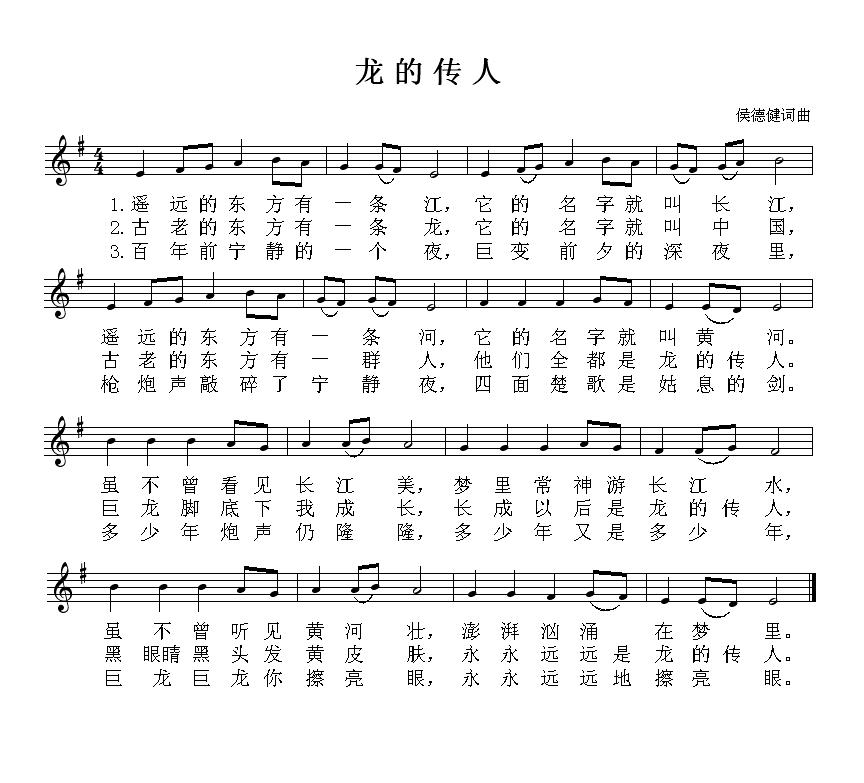 龙的传人
侯德健词曲
4
4
1.遥远的东方有一条江，它的名字就叫长江，
2.古老的东方有一条龙，它的名字就叫中国，
3.百年前宁静的一个夜，巨变前夕的深夜里，
遥远的东方有一条河，它的名字就叫黄河。
古老的东方有一群人，他们全都是龙的传人。
枪炮声敲碎了宁静夜，四面楚歌是姑息的剑。
虽不曾看见长江美，梦里常神游长江水，
巨龙脚底下我成长，长成以后是龙的传人，
多少年炮声仍隆隆，多少年又是多少年，
虽不曾听见黄河壮，澎湃汹涌在梦里。
黑眼睛黑头发黄皮肤，永永远远是龙的传人。
巨龙巨龙你擦亮眼，永永远远地擦亮眼。